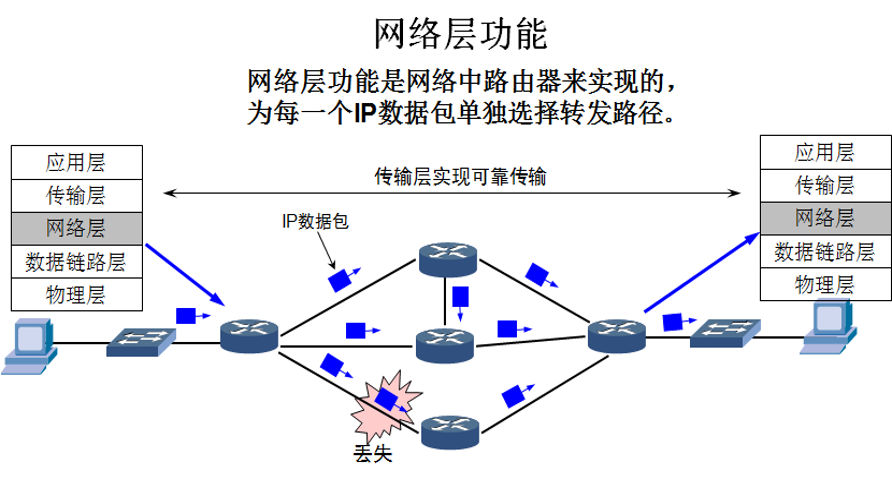 网络层功能
网络层功能是网络中路由器来实现的，
为每一个IP数据包单独选择转发路径。
应用层
传输层
网络层
数据链路层
物理层
传输层实现可靠传输
IP数据包
丢失
应用层
传输层
网络层
数据链路层
物理层